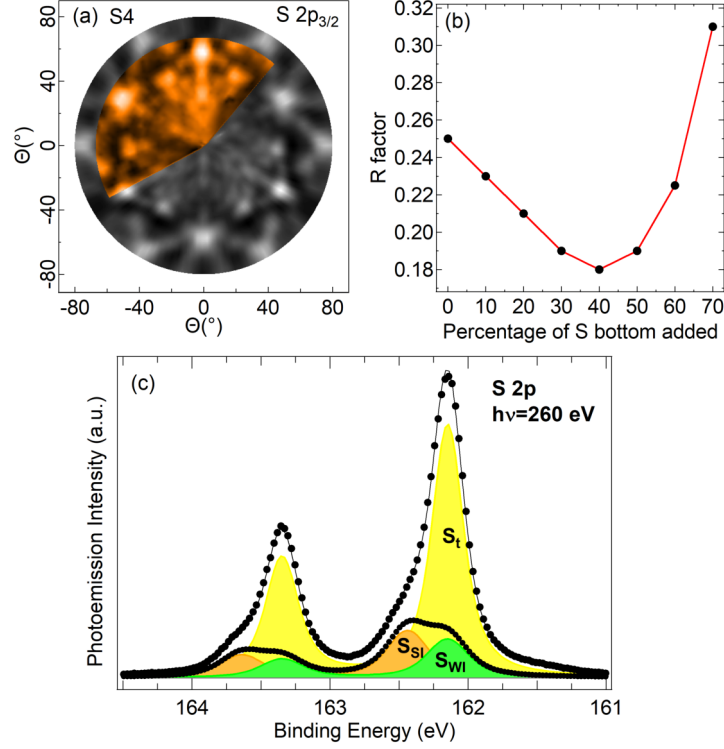 (a) S4 S 2p3/2
80
40
0
-40
-80
Θ(°)
-80 -40 0 40 80
Θ(°)
(b)
0.32
0.30
0.28
0.26
0.24
0.22
0.20
0.18
R factor
0 10 20 30 40 50 60 70
Percentage of S bottom added
(c)
S 2p
hν=260 eV
St
SSI
SWI
Photoemission Intensity (a.u.)
164 163 162 161
Binding Energy (eV)